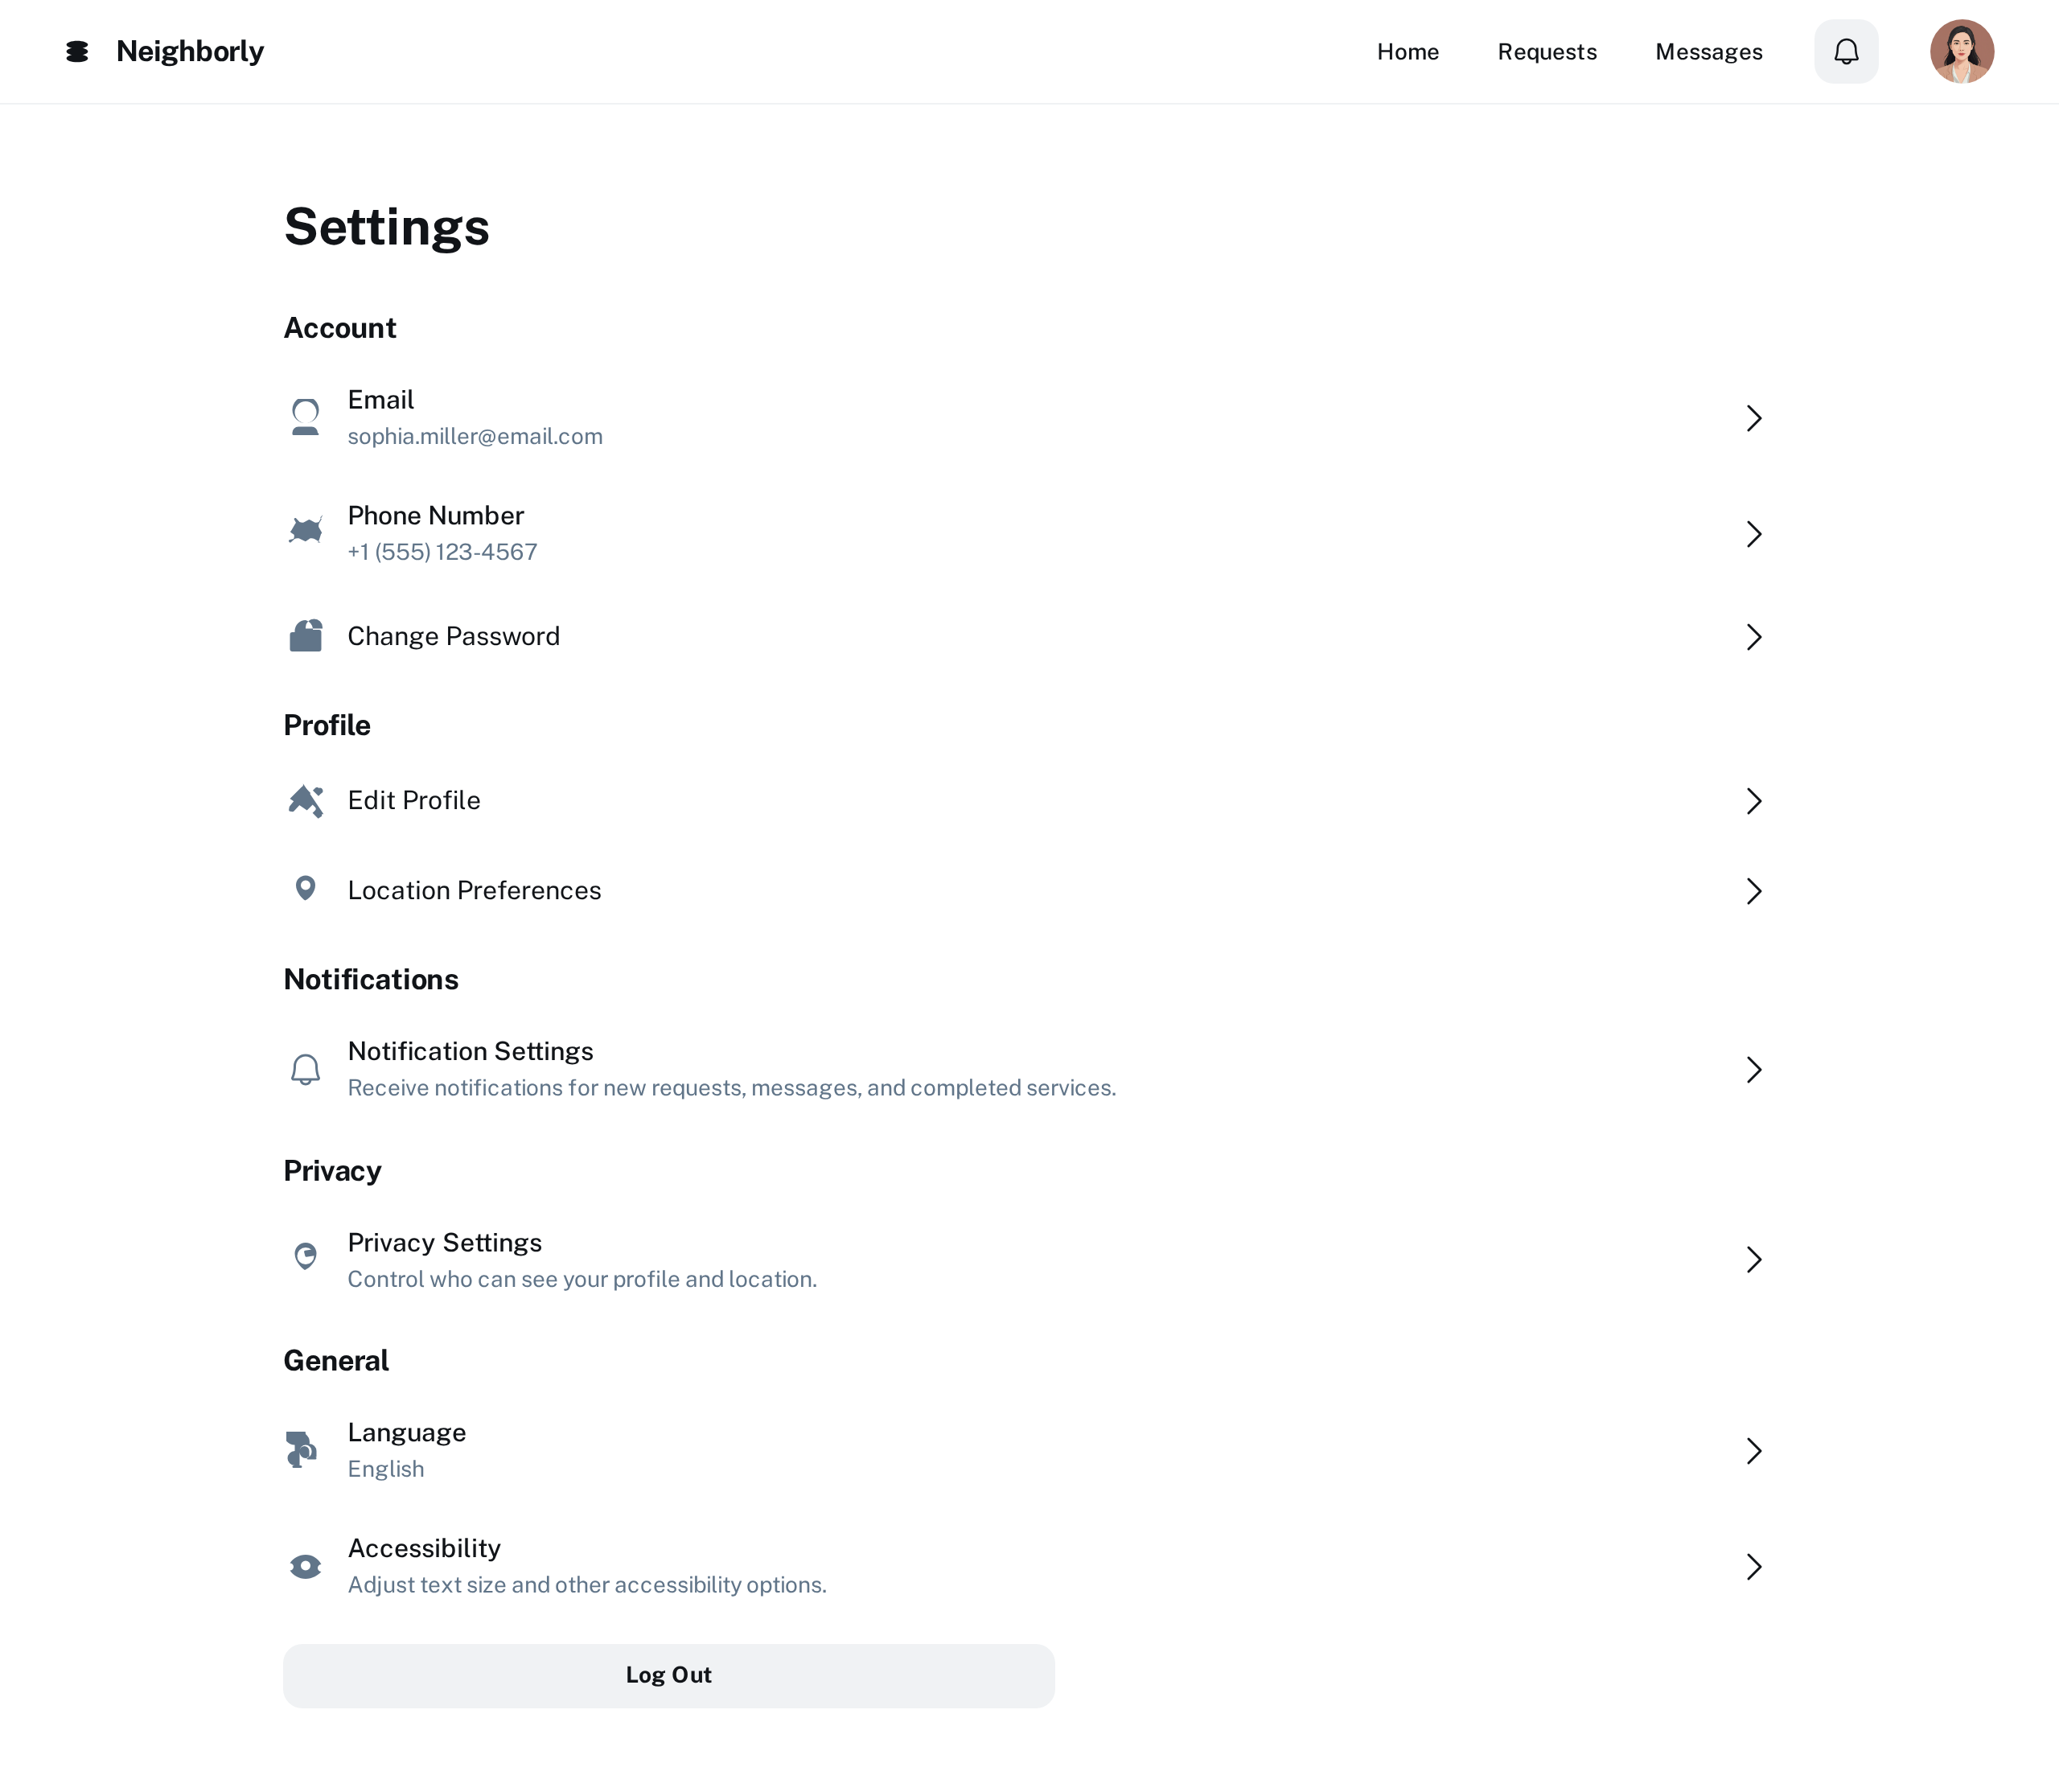 Neighborly
Home
Requests
Messages
Settings
Account
Email
sophia.miller@email.com
Phone Number
+1 (555) 123-4567
Change Password
Profile
Edit Profile
Location Preferences
Notifications
Notification Settings
Receive notifications for new requests, messages, and completed services.
Privacy
Privacy Settings
Control who can see your profile and location.
General
Language
English
Accessibility
Adjust text size and other accessibility options.
Log Out